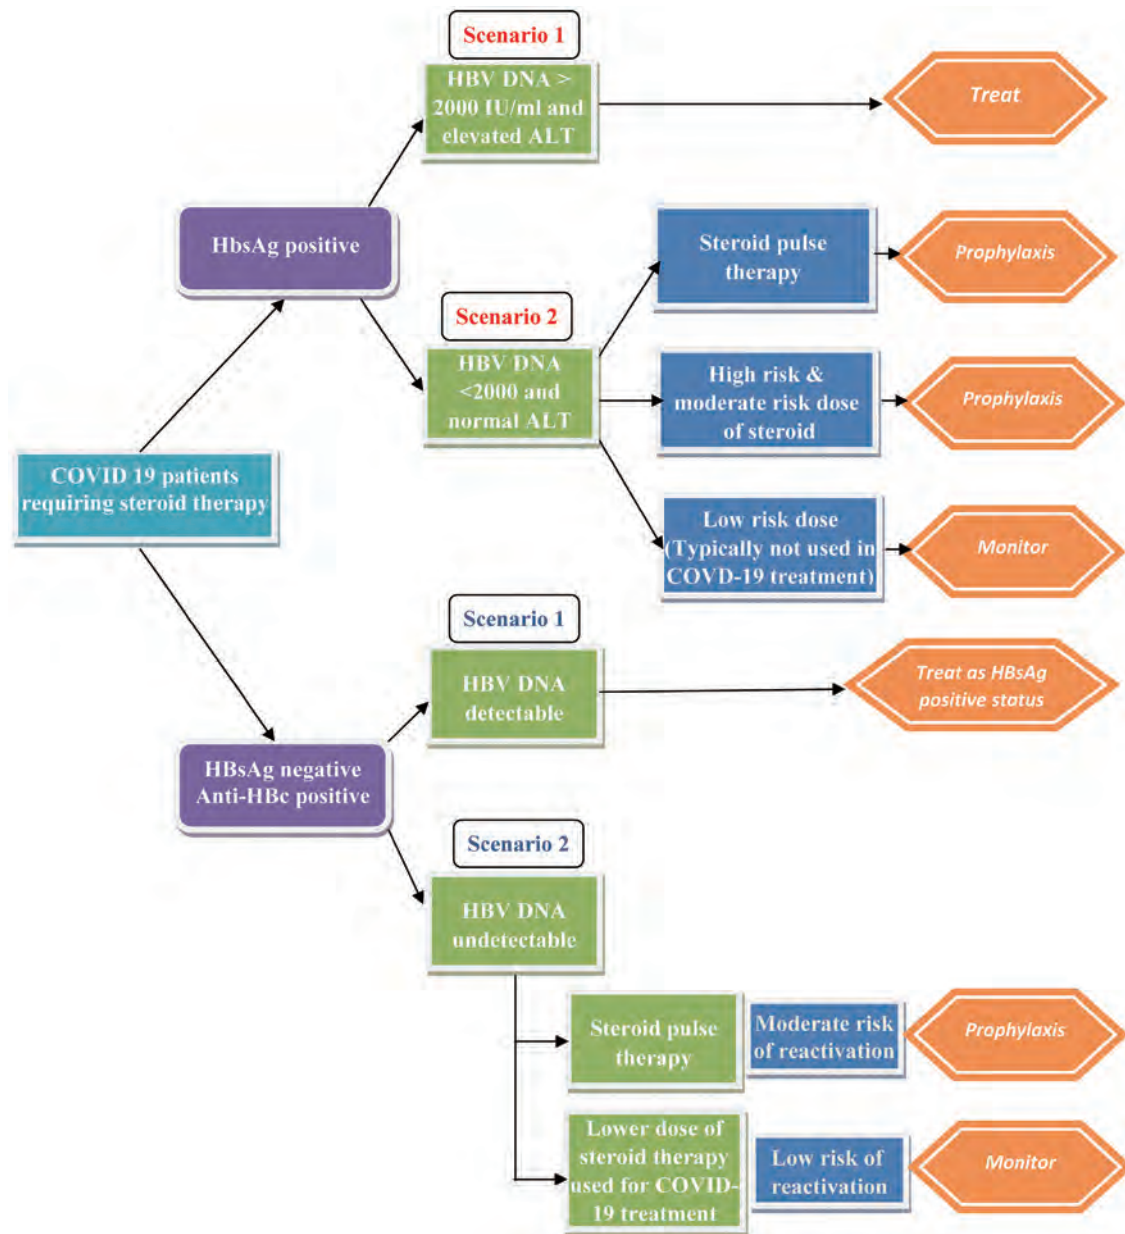 Scenario 1
HBV DNA >
2000 IU/ml and
elevated ALT
Treat
HbsAg positive
Steroid pulse
therapy
Prophylaxis
Scenario 2
HBV DNA
<2000 and
normal ALT
High risk &
moderate risk dose
of steroid
Prophylaxis
COVID 19 patients
requiring steroid therapy
Low risk dose
(Typically not used in
COVD-19 treatment)
Monitor
Scenario 1
HBV DNA
detectable
Treat as HBsAg
positive status
HBsAg negative
Anti-HBc positive
Scenario 2
HBV DNA
undetectable
Steroid pulse
therapy
Moderate risk
of reactivation
Prophylaxis
Lower dose of
steroid therapy
used for COVID-
19 treatment
Low risk of
reactivation
Monitor